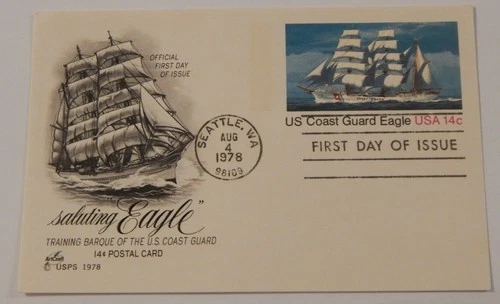 OFFICIAL
FIRST DAY
OF ISSUE
SEATTLE, WA
AUG
4
1978
98109
US Coast Guard Eagle USA 14c
FIRST DAY OF ISSUE
saluting "Eagle"
TRAINING BARQUE OF THE U.S. COAST GUARD
14¢ POSTAL CARD
ArtCraft
© USPS 1978